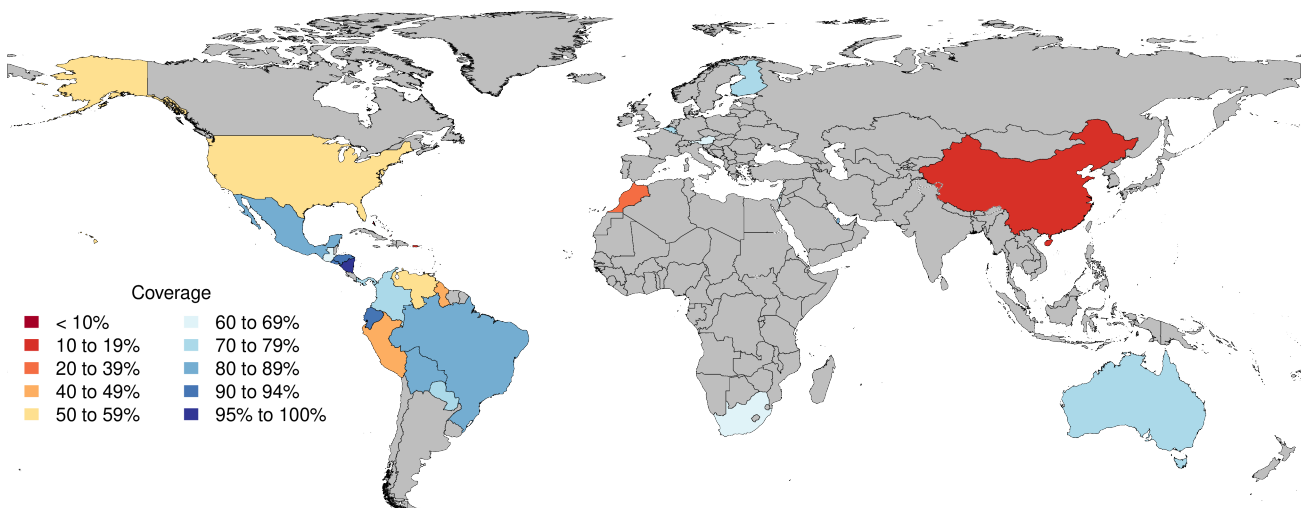 Coverage
< 10%
10 to 19%
20 to 39%
40 to 49%
50 to 59%
60 to 69%
70 to 79%
80 to 89%
90 to 94%
95% to 100%